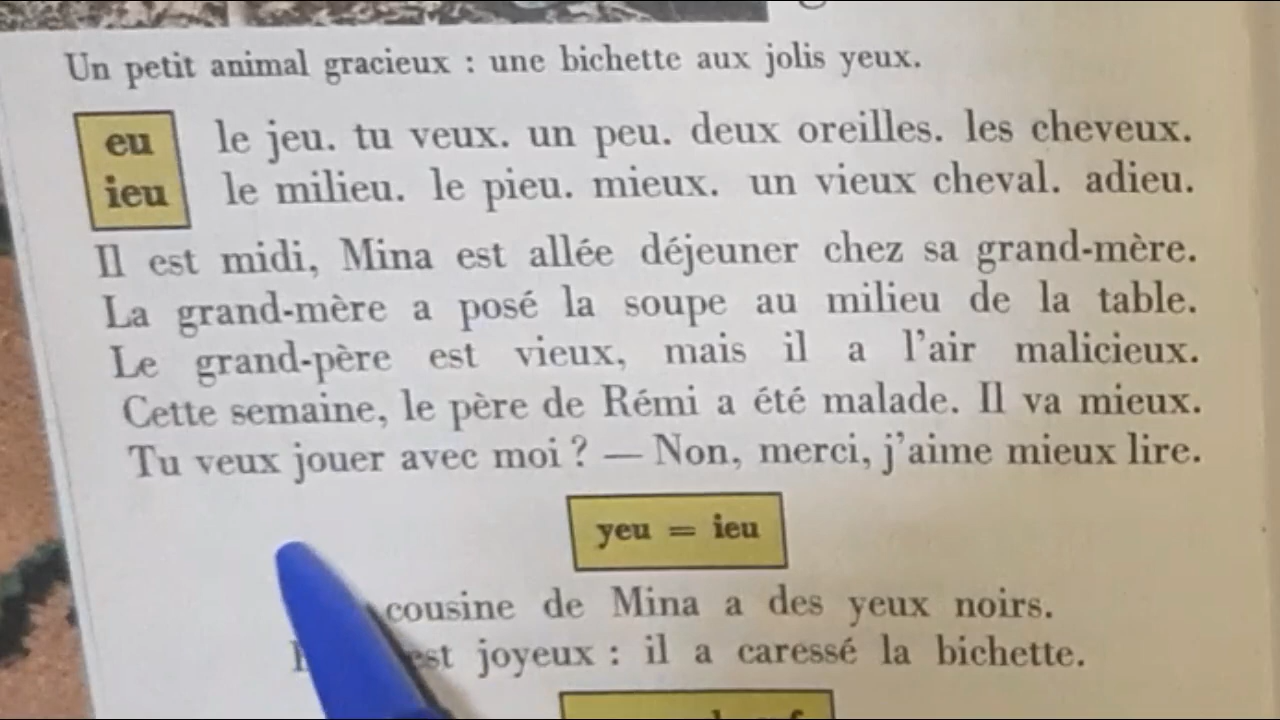 Un petit animal gracieux : une bichette aux jolis yeux.
eu le jeu. tu veux. un peu. deux oreilles. les cheveux.
ieu le milieu. le pieu. mieux. un vieux cheval. adieu.
Il est midi, Mina est allée déjeuner chez sa grand-mère.
La grand-mère a posé la soupe au milieu de la table.
Le grand-père est vieux, mais il a l'air malicieux.
Cette semaine, le père de Rémi a été malade. Il va mieux.
Tu veux jouer avec moi ? — Non, merci, j'aime mieux lire.
yeu = ieu
cousine de Mina a des yeux noirs.
est joyeux : il a caressé la bichette.